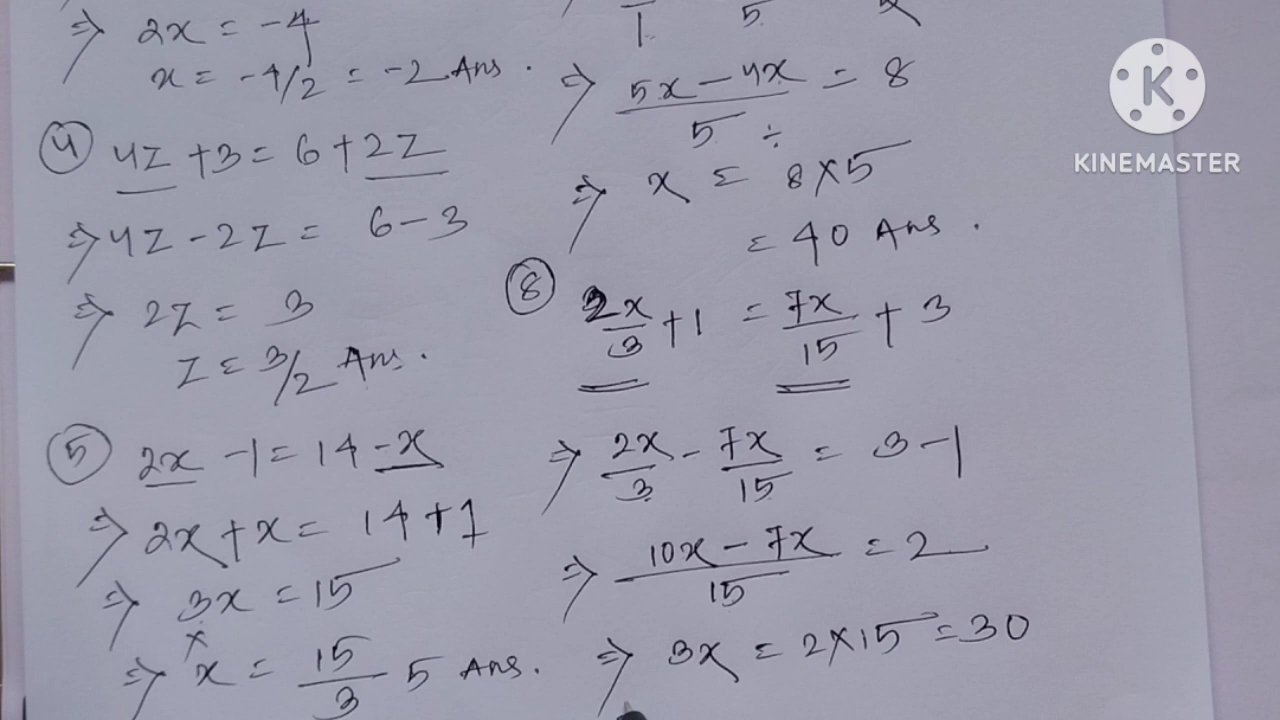 ⇒ 2x = -4
x = -4/2 = -2 Ans.
④ 4z + 3 = 6 + 2z
⇒ 4z - 2z = 6 - 3
⇒ 2z = 3
z = 3/2 Ans.
⑤ 2x - 1 = 14 - x
⇒ 2x + x = 14 + 1
⇒ 3x = 15
⇒ x = 15/3 5 Ans.
1 5
⇒ (5x - 4x)/5 = 8
⇒ x = 8 × 5
= 40 Ans.
⑧ 2x/3 + 1 = 7x/15 + 3
⇒ 2x/3 - 7x/15 = 3 - 1
⇒ (10x - 7x)/15 = 2
⇒ 3x = 2 × 15 = 30
K
KINEMASTER